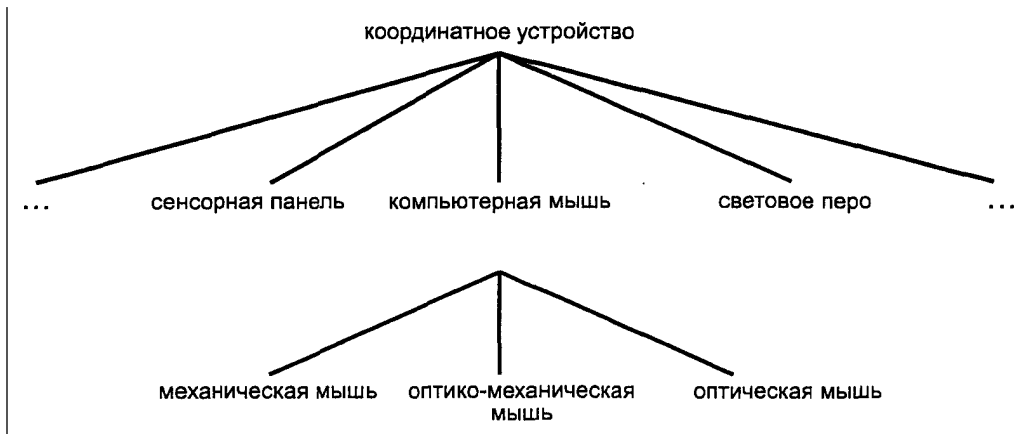 координатное устройство
... сенсорная панель компьютерная мышь световое перо ...
механическая мышь оптико-механическая оптическая мышь
мышь